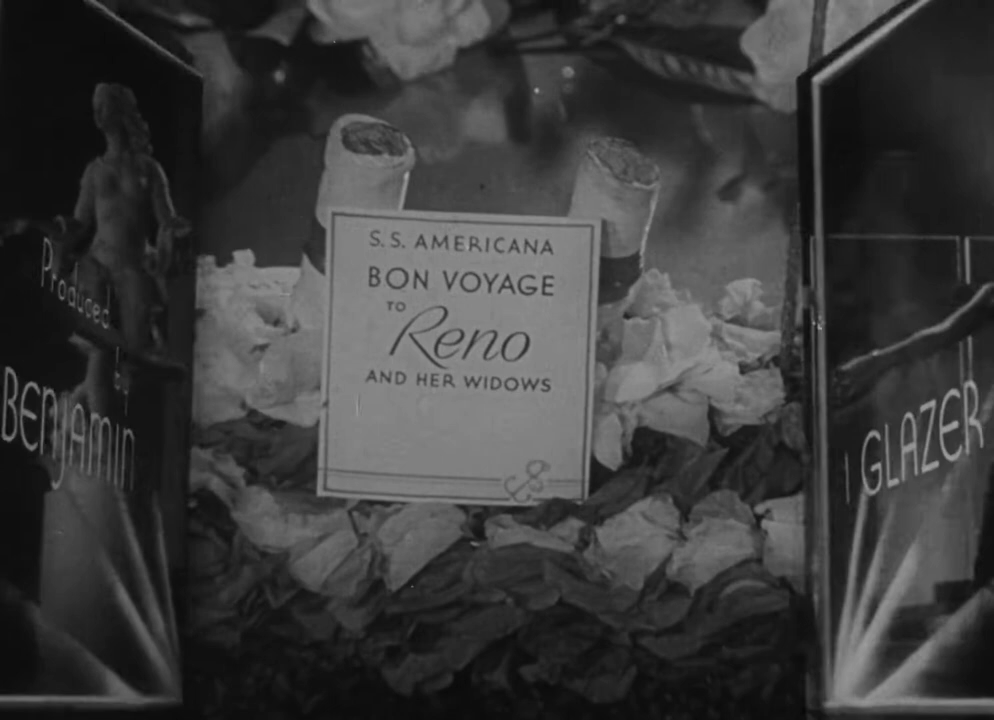 S.S. AMERICANA
BON VOYAGE
TO
Reno
AND HER WIDOWS
Produced
by
BENJAMIN
GLAZER